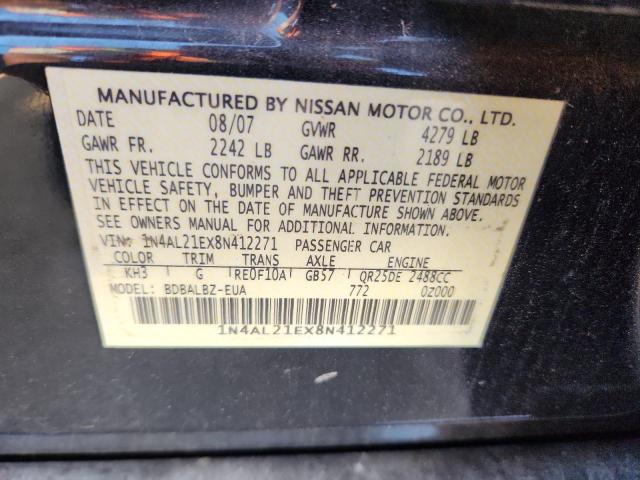 MANUFACTURED BY NISSAN MOTOR CO., LTD.
DATE 08/07 GVWR 4279 LB
GAWR FR. 2242 LB GAWR RR. 2189 LB
THIS VEHICLE CONFORMS TO ALL APPLICABLE FEDERAL MOTOR
VEHICLE SAFETY, BUMPER AND THEFT PREVENTION STANDARDS
IN EFFECT ON THE DATE OF MANUFACTURE SHOWN ABOVE.
SEE OWNERS MANUAL FOR ADDITIONAL INFORMATION.
VIN: 1N4AL21EX8N412271 PASSENGER CAR
COLOR TRIM TRANS AXLE ENGINE
KH3 G RE0F10A GB57 QR25DE 2488CC
MODEL: BDBALBZ-EUA 772 0Z000
1N4AL21EX8N412271